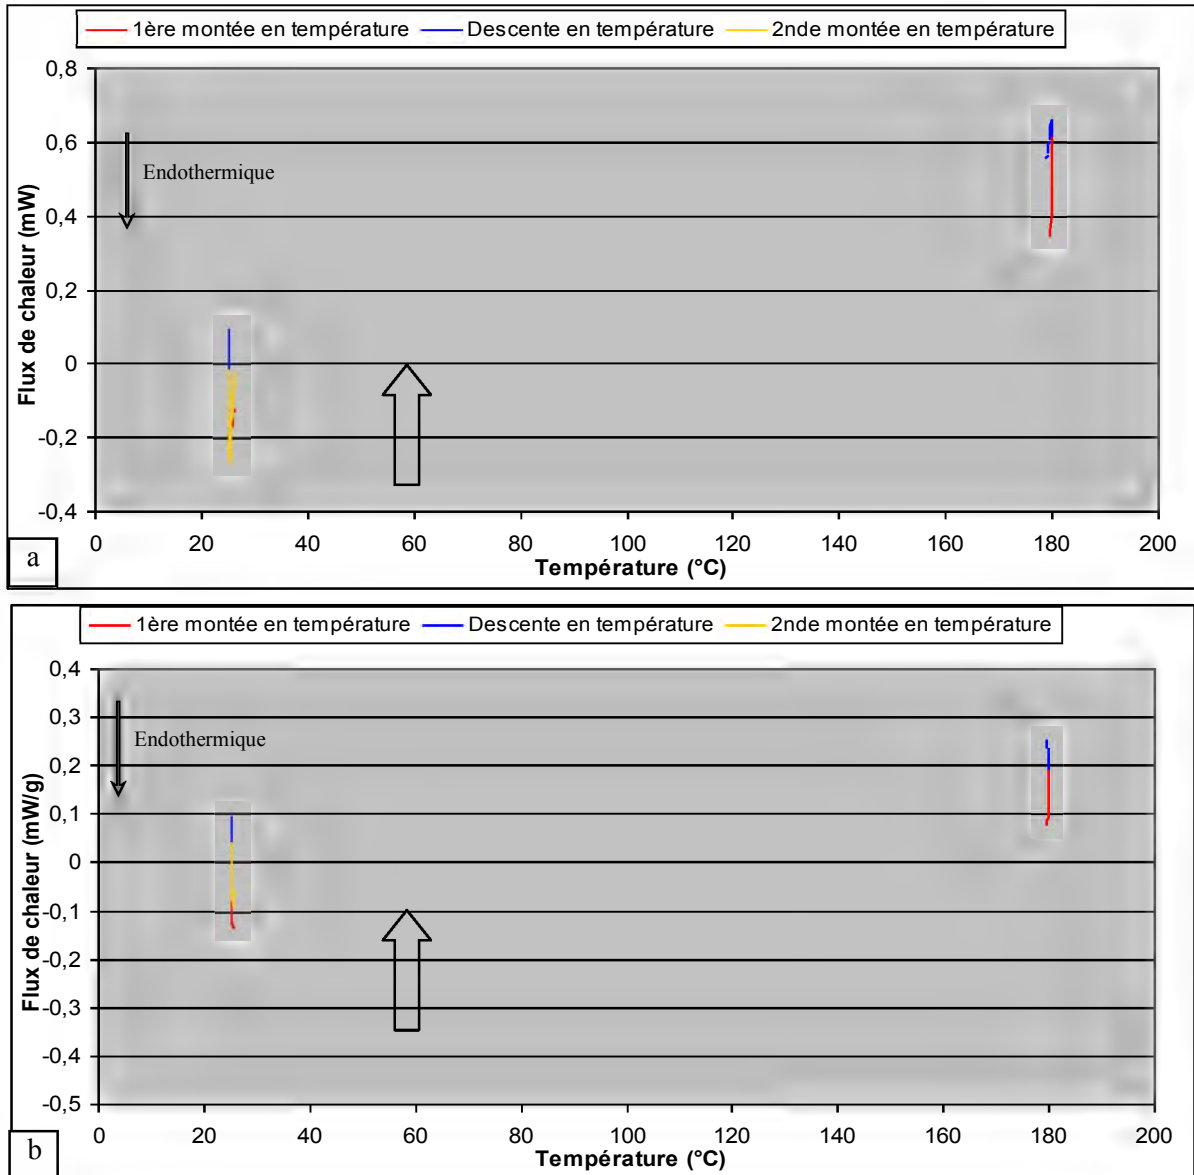 1ère montée en température Descente en température 2nde montée en température
0,8
0,6
0,4
0,2
0
-0,2
-0,4
Flux de chaleur (mW)
Endothermique
0 20 40 60 80 100 120 140 160 180 200
Température (°C)
a
1ère montée en température Descente en température 2nde montée en température
0,4
0,3
0,2
0,1
0
-0,1
-0,2
-0,3
-0,4
-0,5
Flux de chaleur (mW/g)
Endothermique
0 20 40 60 80 100 120 140 160 180 200
Température (°C)
b